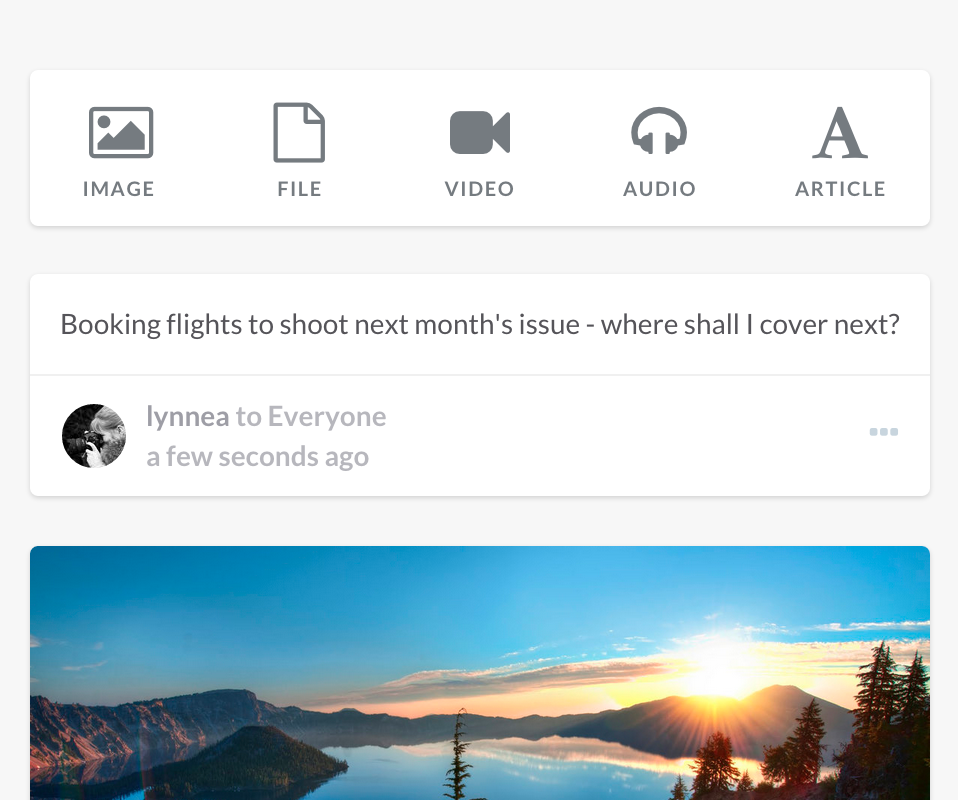 IMAGE FILE VIDEO AUDIO ARTICLE
Booking flights to shoot next month's issue - where shall I cover next?
lynnea to Everyone
a few seconds ago